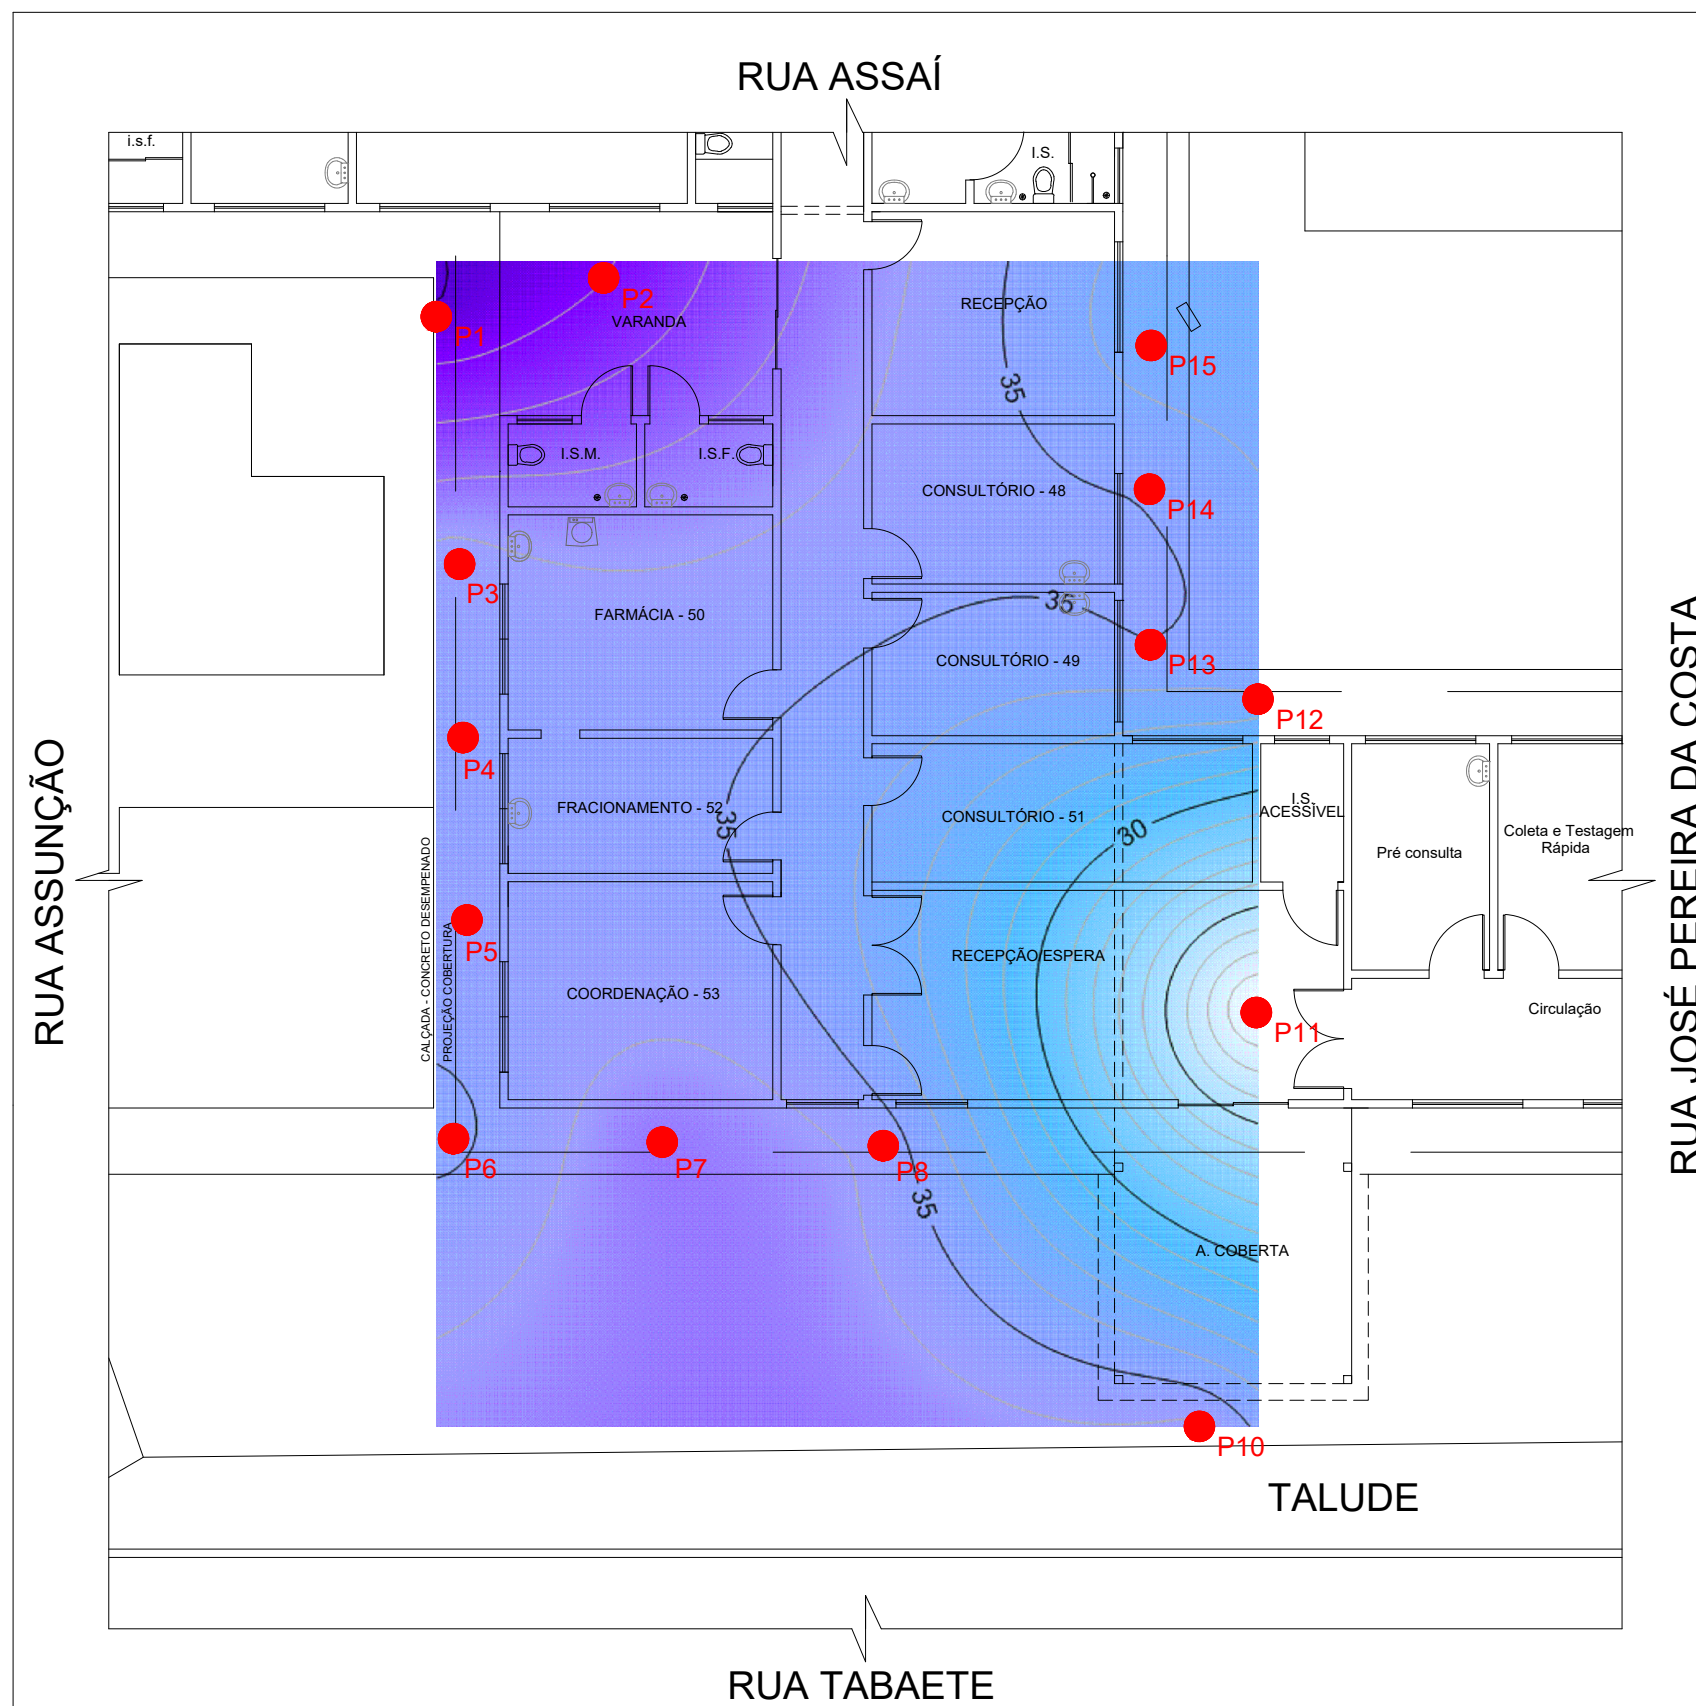 RUA ASSAÍ
i.s.f.
I.S.
P1
P2
VARANDA
RECEPÇÃO
P15
35
I.S.M.
I.S.F.
CONSULTÓRIO - 48
P14
P3
FARMÁCIA - 50
35
CONSULTÓRIO - 49
P13
P12
P4
FRACIONAMENTO - 52
35
CONSULTÓRIO - 51
30
I.S.
ACESSÍVEL
Pré consulta
Coleta e Testagem
Rápida
RUA ASSUNÇÃO
CALÇADA - CONCRETO DESEMPENADO
PROJEÇÃO COBERTURA
P5
COORDENAÇÃO - 53
RECEPÇÃO/ESPERA
P11
Circulação
RUA JOSÉ PEREIRA DA COSTA
P6
P7
P8
35
A. COBERTA
P10
TALUDE
RUA TABAETE